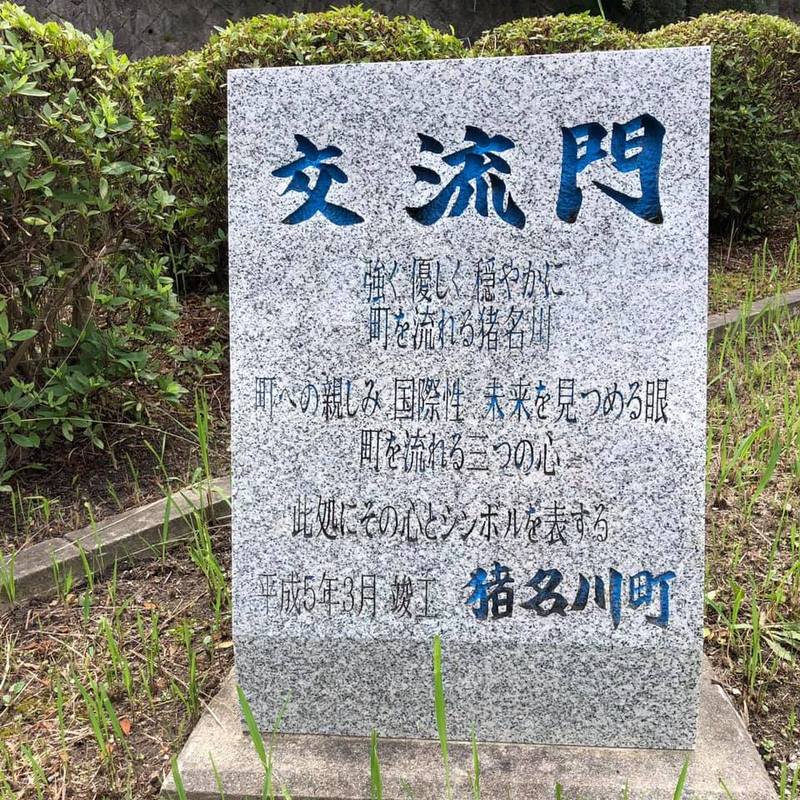 交流門
強く 優しく 穏やかに
町を流れる猪名川
町への親しみ 国際性 未来を見つめる眼
町を流れる三つの心
此処にその心とシンボルを表する
平成5年3月 竣工 猪名川町